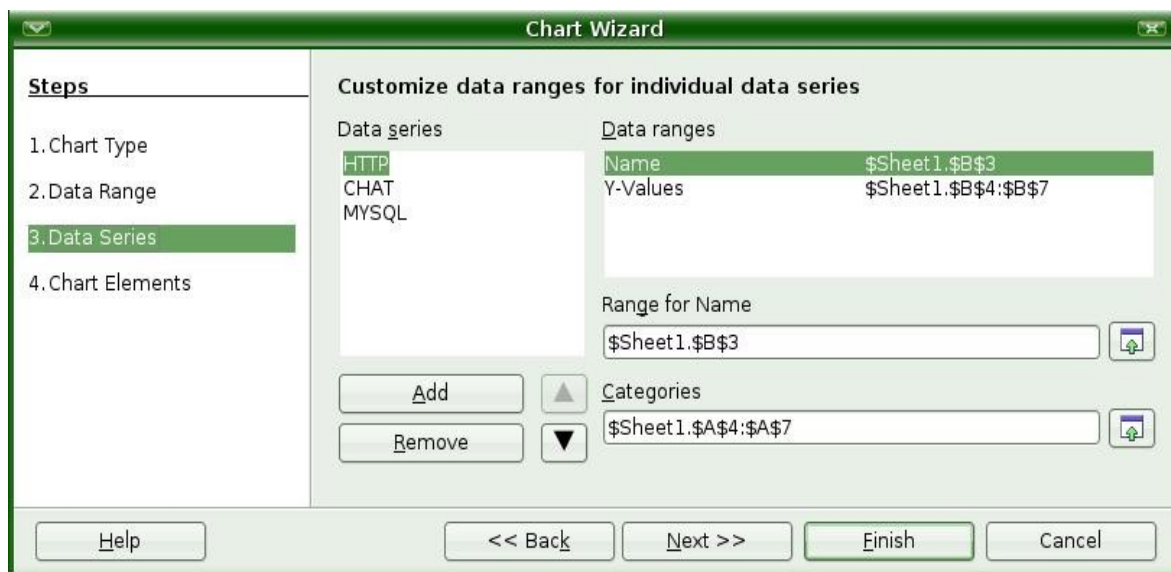 Chart Wizard
Steps
1. Chart Type
2. Data Range
3. Data Series
4. Chart Elements
Customize data ranges for individual data series
Data series
HTTP
CHAT
MYSQL
Add
Remove
Data ranges
Name $Sheet1.$B$3
Y-Values $Sheet1.$B$4:$B$7
Range for Name
$Sheet1.$B$3
Categories
$Sheet1.$A$4:$A$7
Help
<< Back
Next >>
Finish
Cancel